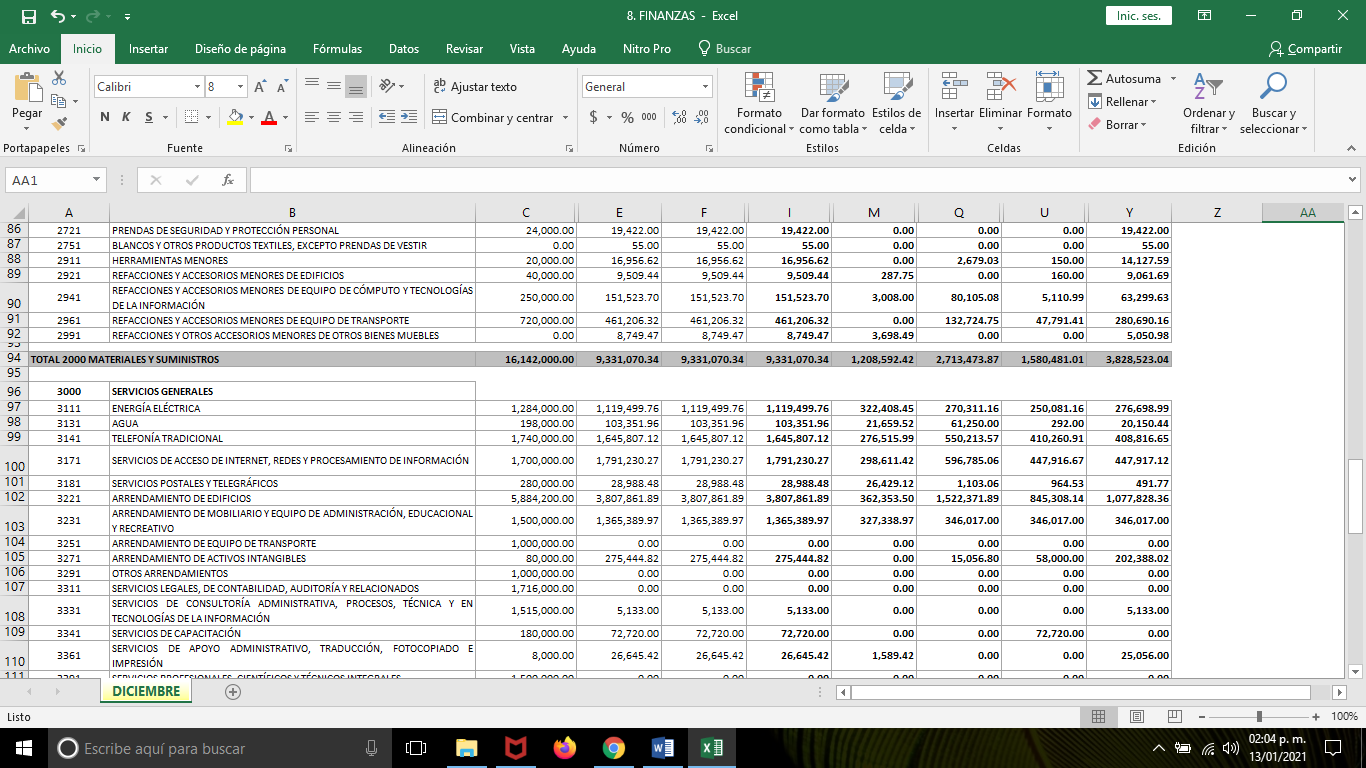 8. FINANZAS - Excel
Inic. ses.
Archivo Inicio Insertar Diseño de página Fórmulas Datos Revisar Vista Ayuda Nitro Pro Buscar Compartir
Pegar
Calibri 8
N K S
Ajustar texto
Combinar y centrar
General
$ % 000
Formato condicional
Dar formato como tabla
Estilos de celda
Insertar Eliminar Formato
Autosuma
Rellenar
Borrar
Ordenar y filtrar
Buscar y seleccionar
Portapapeles Fuente Alineación Número Estilos Celdas Edición
AA1 fx
A B C E F I M Q U Y Z AA
86 2721 PRENDAS DE SEGURIDAD Y PROTECCIÓN PERSONAL 24,000.00 19,422.00 19,422.00 19,422.00 0.00 0.00 0.00 19,422.00
87 2751 BLANCOS Y OTROS PRODUCTOS TEXTILES, EXCEPTO PRENDAS DE VESTIR 0.00 55.00 55.00 55.00 0.00 0.00 0.00 55.00
88 2911 HERRAMIENTAS MENORES 20,000.00 16,956.62 16,956.62 16,956.62 0.00 2,679.03 150.00 14,127.59
89 2921 REFACCIONES Y ACCESORIOS MENORES DE EDIFICIOS 40,000.00 9,509.44 9,509.44 9,509.44 287.75 0.00 160.00 9,061.69
90 2941 REFACCIONES Y ACCESORIOS MENORES DE EQUIPO DE CÓMPUTO Y TECNOLOGÍAS
DE LA INFORMACIÓN 250,000.00 151,523.70 151,523.70 151,523.70 3,008.00 80,105.08 5,110.99 63,299.63
91 2961 REFACCIONES Y ACCESORIOS MENORES DE EQUIPO DE TRANSPORTE 720,000.00 461,206.32 461,206.32 461,206.32 0.00 132,724.75 47,791.41 280,690.16
92 2991 REFACCIONES Y OTROS ACCESORIOS MENORES DE OTROS BIENES MUEBLES 0.00 8,749.47 8,749.47 8,749.47 3,698.49 0.00 0.00 5,050.98
94 TOTAL 2000 MATERIALES Y SUMINISTROS 16,142,000.00 9,331,070.34 9,331,070.34 9,331,070.34 1,208,592.42 2,713,473.87 1,580,481.01 3,828,523.04
95
96 3000 SERVICIOS GENERALES
97 3111 ENERGÍA ELÉCTRICA 1,284,000.00 1,119,499.76 1,119,499.76 1,119,499.76 322,408.45 270,311.16 250,081.16 276,698.99
98 3131 AGUA 198,000.00 103,351.96 103,351.96 103,351.96 21,659.52 61,250.00 292.00 20,150.44
99 3141 TELEFONÍA TRADICIONAL 1,740,000.00 1,645,807.12 1,645,807.12 1,645,807.12 276,515.99 550,213.57 410,260.91 408,816.65
100 3171 SERVICIOS DE ACCESO DE INTERNET, REDES Y PROCESAMIENTO DE INFORMACIÓN 1,700,000.00 1,791,230.27 1,791,230.27 1,791,230.27 298,611.42 596,785.06 447,916.67 447,917.12
101 3181 SERVICIOS POSTALES Y TELEGRÁFICOS 280,000.00 28,988.48 28,988.48 28,988.48 26,429.12 1,103.06 964.53 491.77
102 3221 ARRENDAMIENTO DE EDIFICIOS 5,884,200.00 3,807,861.89 3,807,861.89 3,807,861.89 362,353.50 1,522,371.89 845,308.14 1,077,828.36
103 3231 ARRENDAMIENTO DE MOBILIARIO Y EQUIPO DE ADMINISTRACIÓN, EDUCACIONAL
Y RECREATIVO 1,500,000.00 1,365,389.97 1,365,389.97 1,365,389.97 327,338.97 346,017.00 346,017.00 346,017.00
104 3251 ARRENDAMIENTO DE EQUIPO DE TRANSPORTE 1,000,000.00 0.00 0.00 0.00 0.00 0.00 0.00 0.00
105 3271 ARRENDAMIENTO DE ACTIVOS INTANGIBLES 80,000.00 275,444.82 275,444.82 275,444.82 0.00 15,056.80 58,000.00 202,388.02
106 3291 OTROS ARRENDAMIENTOS 1,000,000.00 0.00 0.00 0.00 0.00 0.00 0.00 0.00
107 3311 SERVICIOS LEGALES, DE CONTABILIDAD, AUDITORÍA Y RELACIONADOS 1,716,000.00 0.00 0.00 0.00 0.00 0.00 0.00 0.00
108 3331 SERVICIOS DE CONSULTORÍA ADMINISTRATIVA, PROCESOS, TÉCNICA Y EN
TECNOLOGÍAS DE LA INFORMACIÓN 1,515,000.00 5,133.00 5,133.00 5,133.00 0.00 0.00 0.00 5,133.00
109 3341 SERVICIOS DE CAPACITACIÓN 180,000.00 72,720.00 72,720.00 72,720.00 0.00 0.00 72,720.00 0.00
110 3361 SERVICIOS DE APOYO ADMINISTRATIVO, TRADUCCIÓN, FOTOCOPIADO E
IMPRESIÓN 8,000.00 26,645.42 26,645.42 26,645.42 1,589.42 0.00 0.00 25,056.00
111 3391 SERVICIOS PROFESIONALES, CIENTÍFICOS Y TÉCNICOS INTEGRALES 1,500,000.00 0.00 0.00 0.00 0.00 0.00 0.00 0.00
DICIEMBRE
Listo 100%
Escribe aquí para buscar
02:04 p. m.
13/01/2021